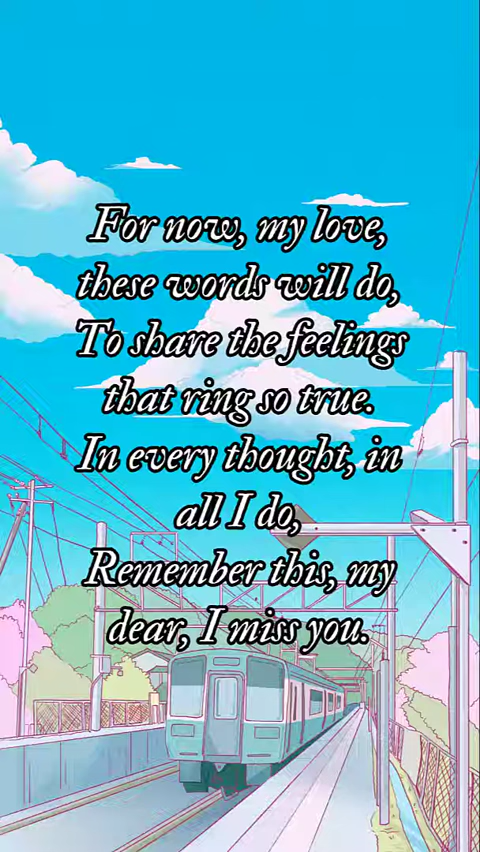 For now, my love,
these words will do,
To share the feelings
that ring so true.
In every thought, in
all I do,
Remember this, my
dear, I miss you.